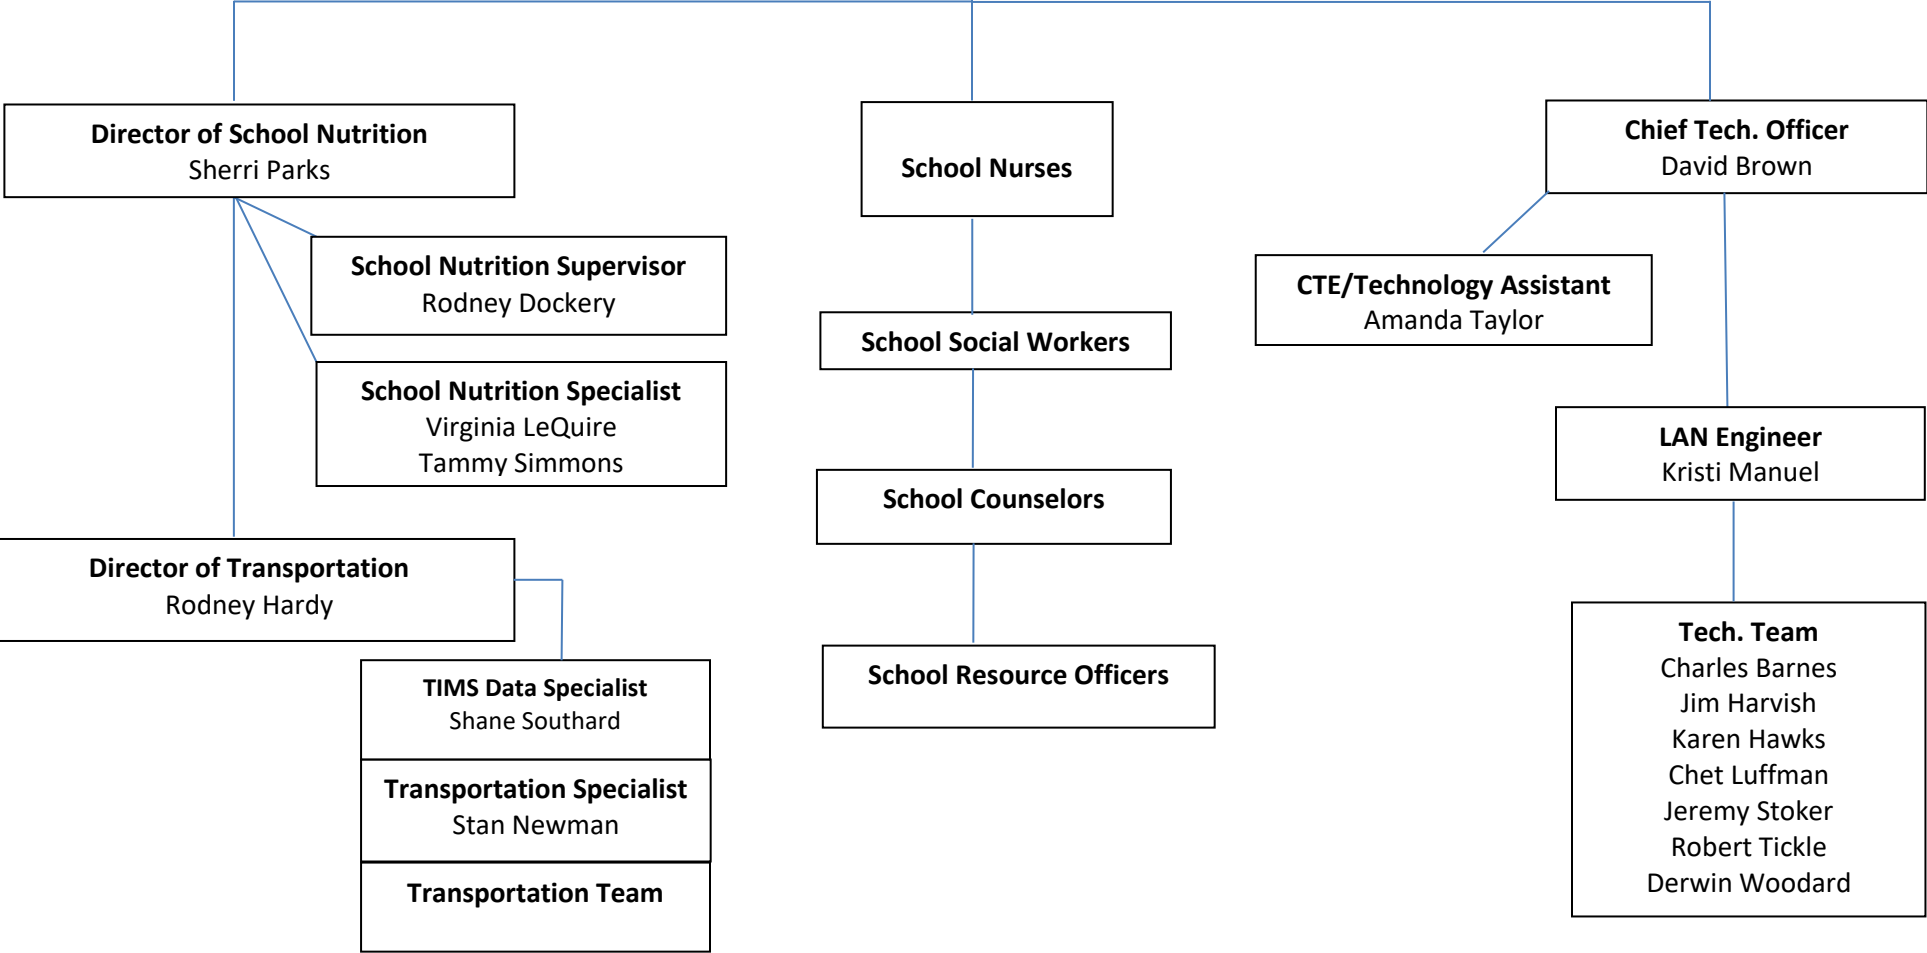 Director of School Nutrition
Sherri Parks
School Nutrition Supervisor
Rodney Dockery
School Nutrition Specialist
Virginia LeQuire
Tammy Simmons
Director of Transportation
Rodney Hardy
TIMS Data Specialist
Shane Southard
Transportation Specialist
Stan Newman
Transportation Team
School Nurses
School Social Workers
School Counselors
School Resource Officers
Chief Tech. Officer
David Brown
CTE/Technology Assistant
Amanda Taylor
LAN Engineer
Kristi Manuel
Tech. Team
Charles Barnes
Jim Harvish
Karen Hawks
Chet Luffman
Jeremy Stoker
Robert Tickle
Derwin Woodard